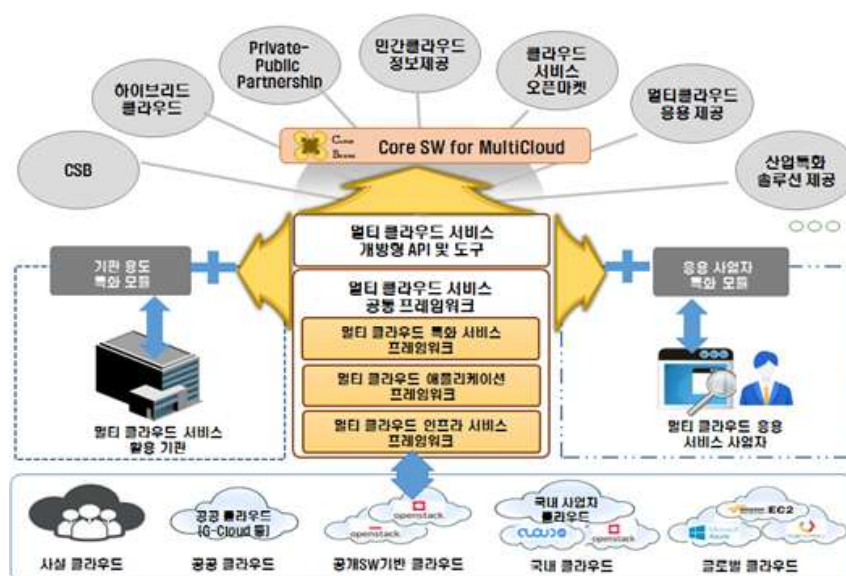 Private-
Public
Partnership
민간클라우드
정보제공
클라우드
서비스
오픈마켓
하이브리드
클라우드
멀티클라우드
응용 제공
Core SW for MultiCloud
CSB
산업특화
솔루션 제공
멀티 클라우드 서비스
개방형 API 및 도구
기관 용도
특화 모듈
응용 사업자
특화 모듈
멀티 클라우드 서비스
공통 프레임워크
멀티 클라우드 특화 서비스
프레임워크
멀티 클라우드 애플리케이션
프레임워크
멀티 클라우드 인프라 서비스
프레임워크
멀티 클라우드 서비스
활용 기관
멀티 클라우드 응용
서비스 사업자
공공 클라우드
(G-Cloud 등)
openstack
openstack
국내 사업자
클라우드
openstack
EC2
Microsoft
Azure
사설 클라우드
공공 클라우드
공개SW기반 클라우드
국내 클라우드
글로벌 클라우드